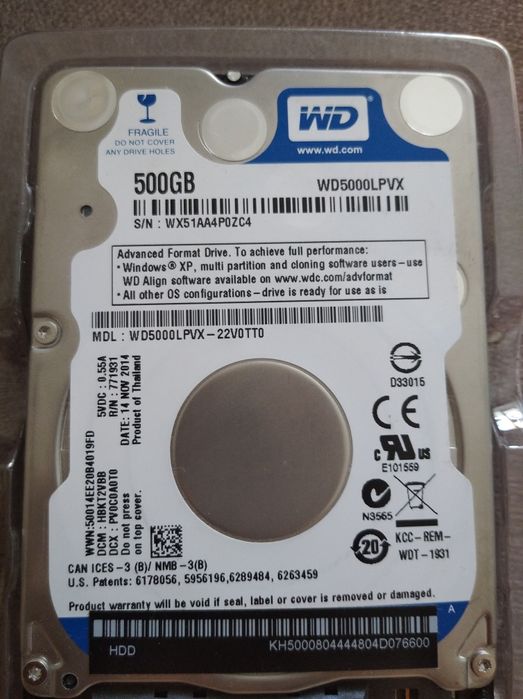 FRAGILE
DO NOT COVER
ANY DRIVE HOLES
WD®
www.wd.com
500GB
WD5000LPVX
S/N : WX51AA4P0ZC4
Advanced Format Drive. To achieve full performance:
• Windows® XP, multi partition and cloning software users-use
WD Align software available on www.wdc.com/advformat
• All other OS configurations-drive is ready for use as is
MDL : WD5000LPVX-22V0TT0
5VDC : 0.55A
R/N : 771931
DATE: 14 NOV 2014
Product of Thailand
WWN:50014EE20B4019FD
DCM : HBKT2VBB
DCX : PV0C0A0T0
Do not press
on top cover.
D33015
CE
c RU us
E101559
N3565
20
KCC-REM-
WDT-1931
CAN ICES-3 (B)/ NMB-3(B)
U.S. Patents: 6178056, 5956196,6289484, 6263459
Product warranty will be void if seal, label or cover is removed or damaged.
A
HDD
KH5000804444804D076600